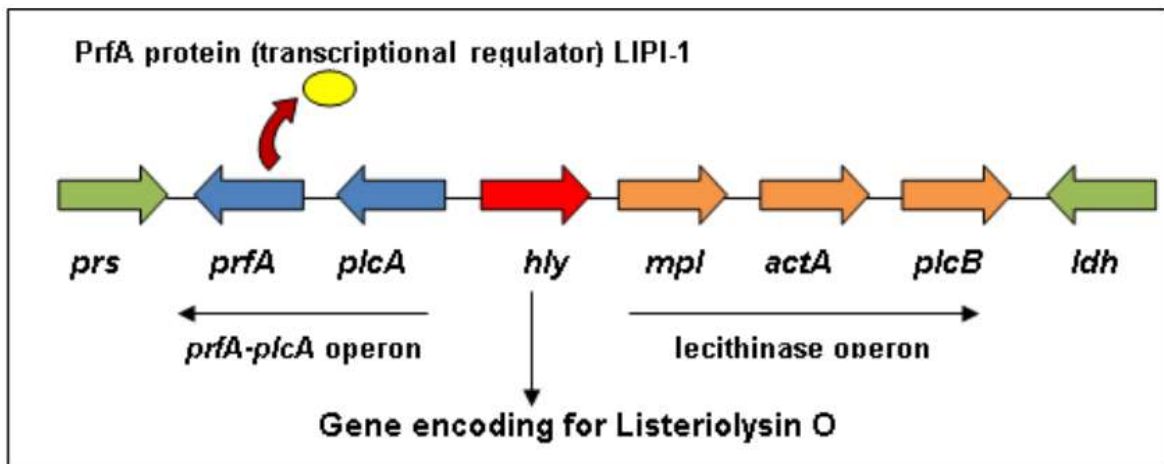 PrfA protein (transcriptional regulator) LIPI-1
prs prfA plcA hly mpl actA plcB ldh
prfA-plcA operon lecithinase operon
Gene encoding for Listeriolysin O